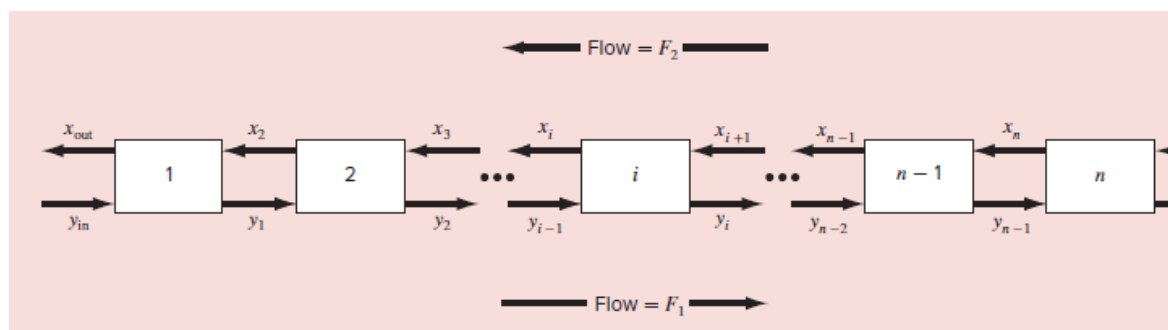 Flow = F₂
x_out x₂ x₃ x_i x_{i+1} x_{n−1} x_n
1 2 ••• i ••• n − 1 n
y_in y₁ y₂ y_{i−1} y_i y_{n−2} y_{n−1}
Flow = F₁